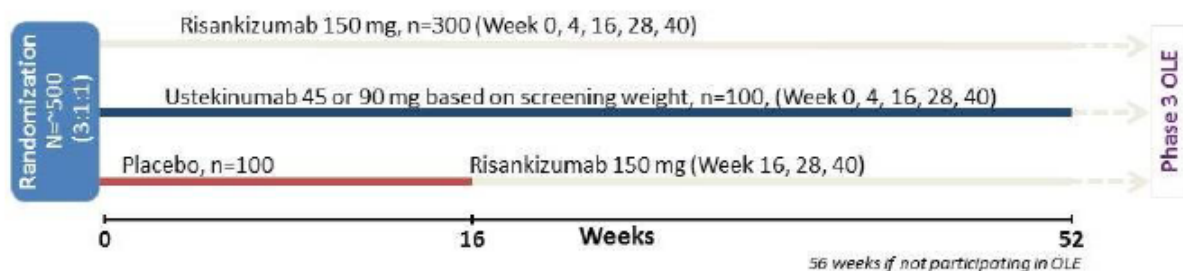 Randomization
N=~500
(3:1:1)
Risankizumab 150 mg, n=300 (Week 0, 4, 16, 28, 40)
Ustekinumab 45 or 90 mg based on screening weight, n=100, (Week 0, 4, 16, 28, 40)
Placebo, n=100
Risankizumab 150 mg (Week 16, 28, 40)
Phase 3 OLE
0
16
Weeks
52
56 weeks if not participating in OLE